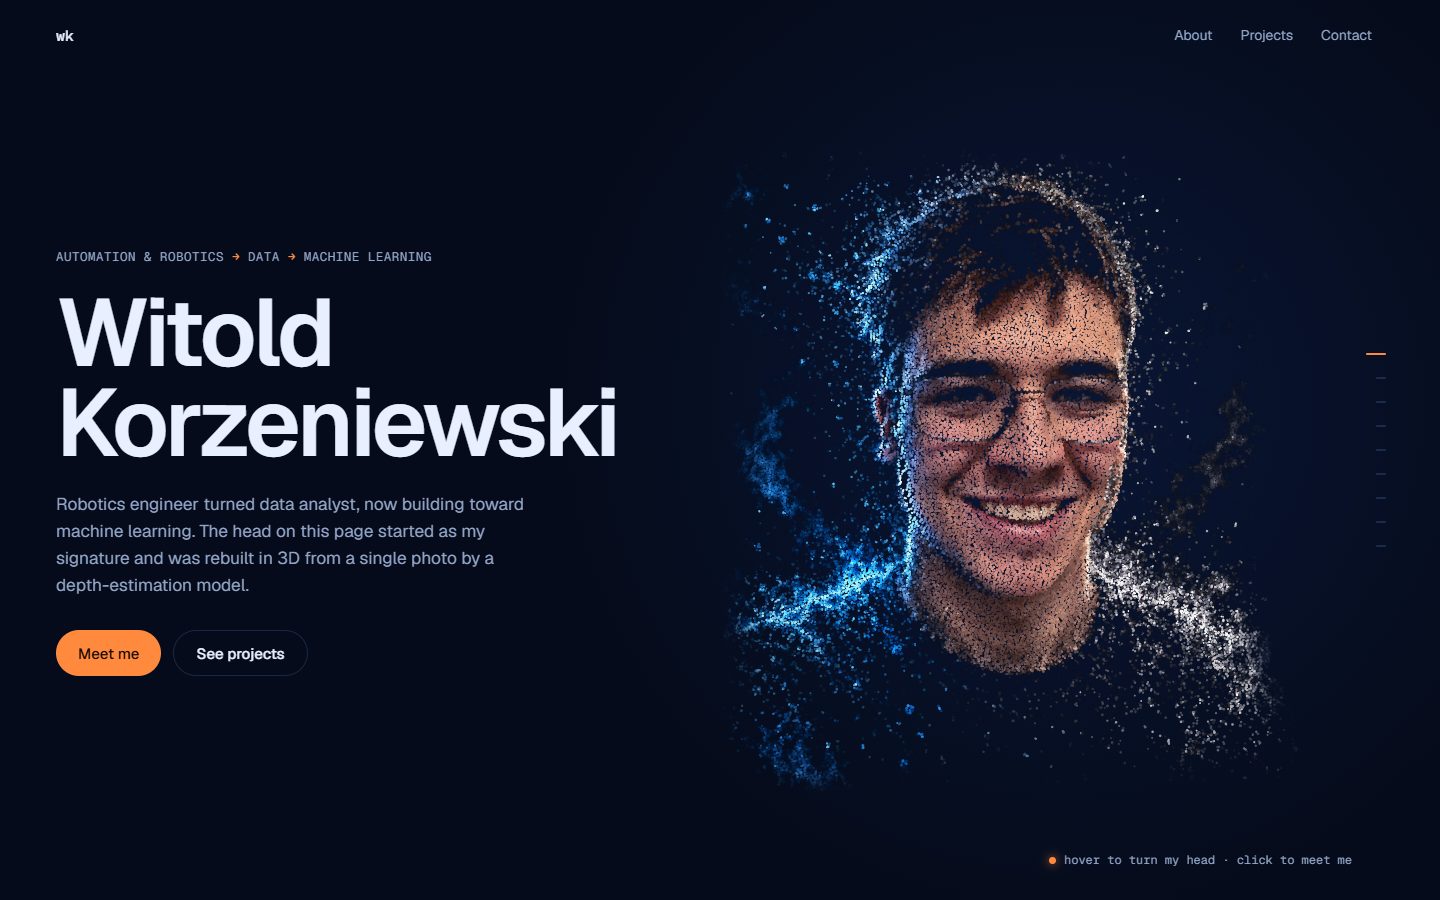 wk
About Projects Contact
AUTOMATION & ROBOTICS → DATA → MACHINE LEARNING
Witold
Korzeniewski
Robotics engineer turned data analyst, now building toward
machine learning. The head on this page started as my
signature and was rebuilt in 3D from a single photo by a
depth-estimation model.
Meet me See projects
hover to turn my head · click to meet me